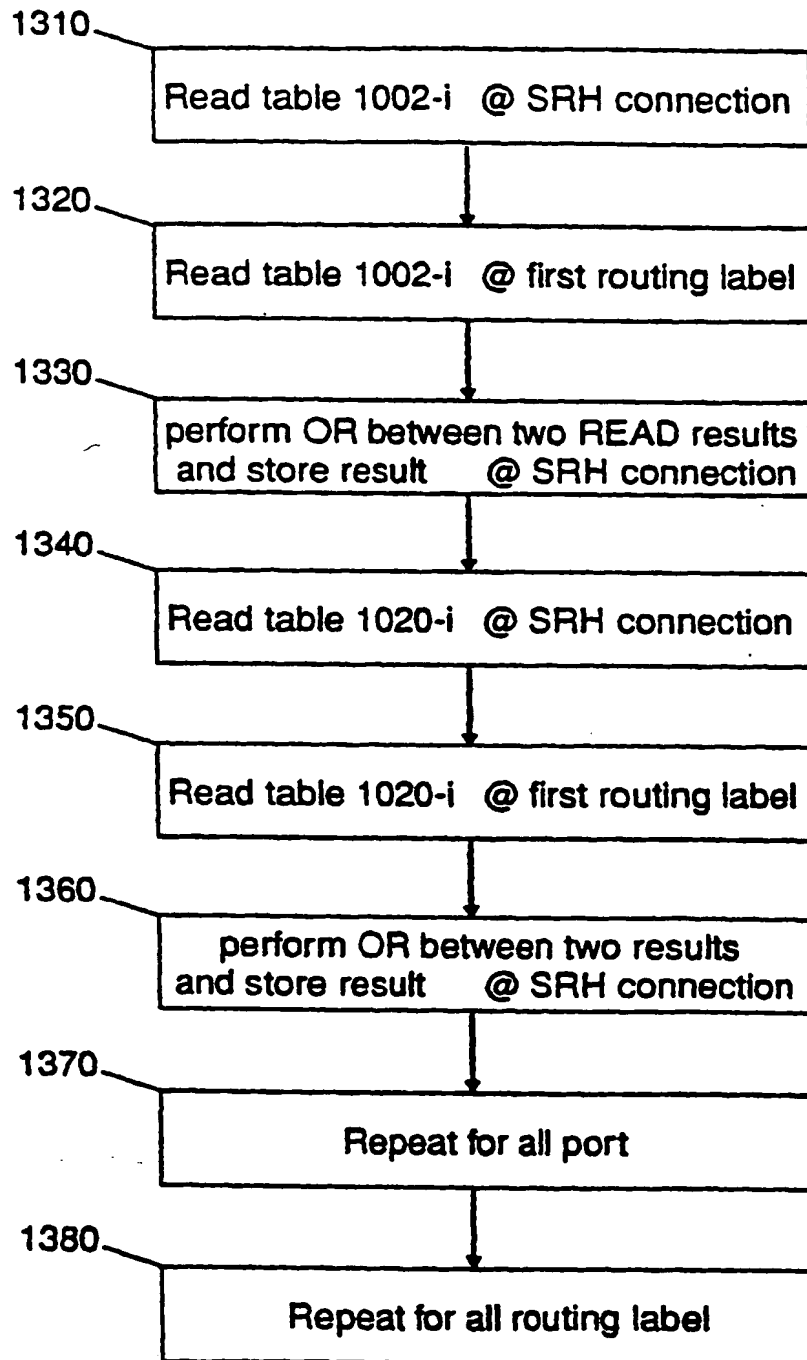 1310
Read table 1002-i @ SRH connection
1320
Read table 1002-i @ first routing label
1330
perform OR between two READ results
and store result @ SRH connection
1340
Read table 1020-i @ SRH connection
1350
Read table 1020-i @ first routing label
1360
perform OR between two results
and store result @ SRH connection
1370
Repeat for all port
1380
Repeat for all routing label